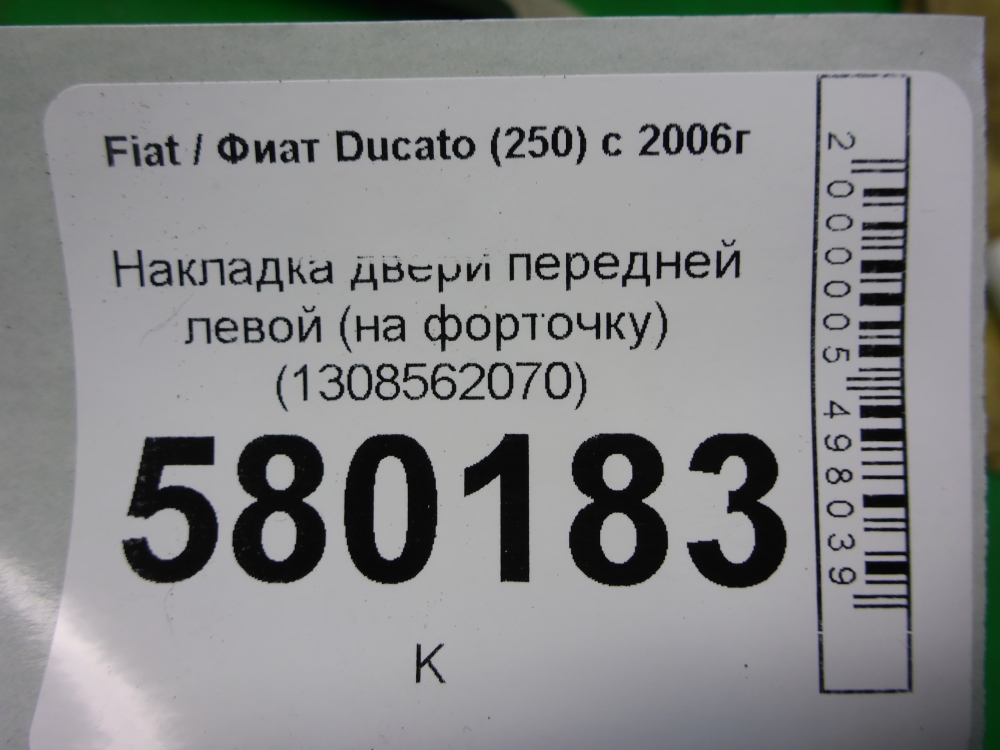 Fiat / Фиат Ducato (250) с 2006г
Накладка двери передней
левой (на форточку)
(1308562070)
580183
К
2000005498039